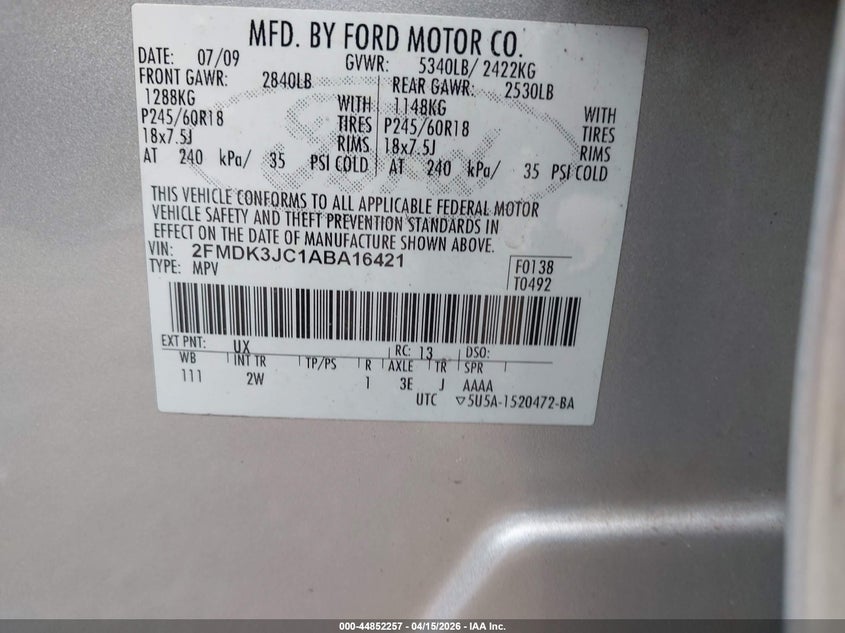 MFD. BY FORD MOTOR CO.
DATE: 07/09 GVWR: 5340LB/ 2422KG
FRONT GAWR: 2840LB REAR GAWR: 2530LB
1288KG WITH 1148KG WITH
P245/60R18 TIRES P245/60R18 TIRES
18x7.5J RIMS 18x7.5J RIMS
AT 240 kPa/ 35 PSI COLD AT 240 kPa/ 35 PSI COLD
THIS VEHICLE CONFORMS TO ALL APPLICABLE FEDERAL MOTOR
VEHICLE SAFETY AND THEFT PREVENTION STANDARDS IN
EFFECT ON THE DATE OF MANUFACTURE SHOWN ABOVE.
VIN: 2FMDK3JC1ABA16421
TYPE: MPV F0138
T0492
EXT PNT: UX RC: 13 DSO:
WB INT TR TP/PS R AXLE TR SPR
111 2W 1 3E J AAAA
UTC ▽5U5A-1520472-BA
000-44852257 - 04/15/2026 - IAA Inc.